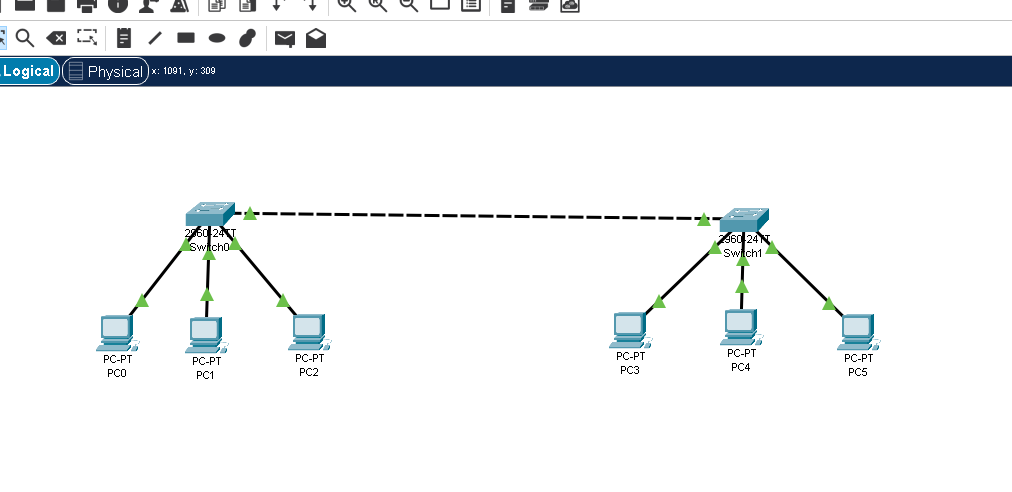 Logical
Physical
x: 1091, y: 309
2960-24TT
Switch0
2960-24TT
Switch1
PC-PT
PC0
PC-PT
PC1
PC-PT
PC2
PC-PT
PC3
PC-PT
PC4
PC-PT
PC5